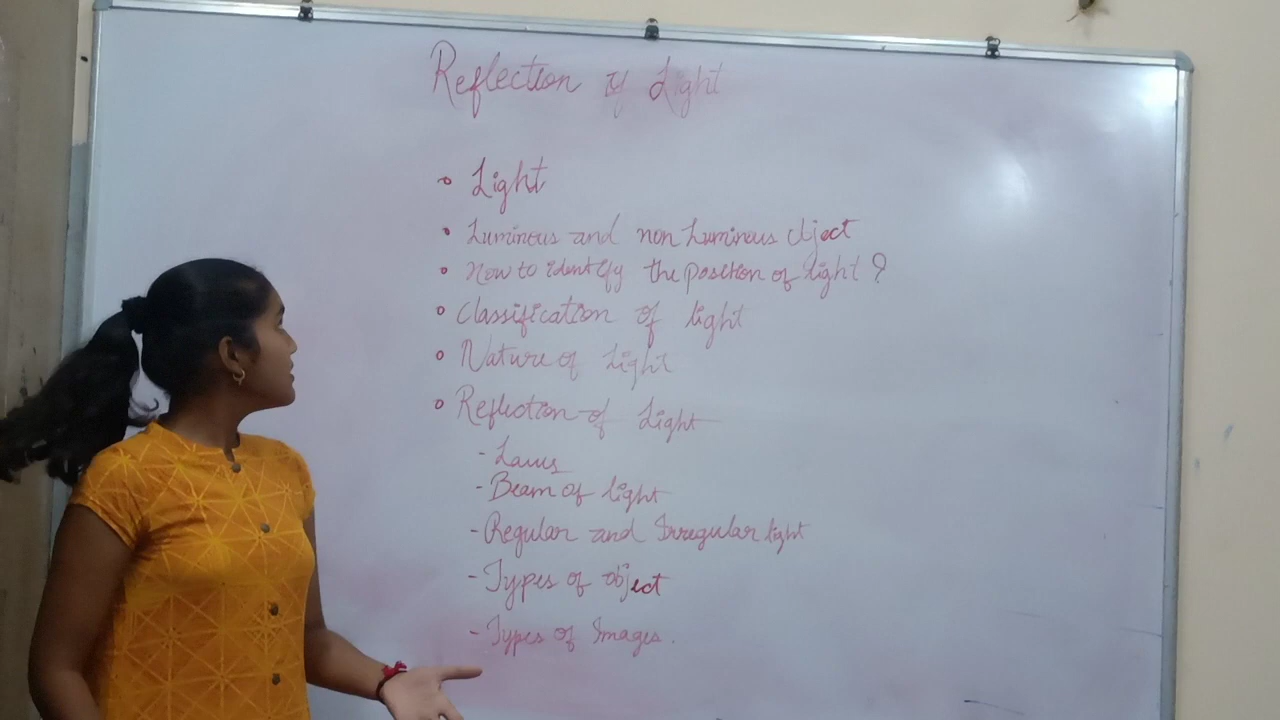 Reflection of Light
Light
Luminous and non Luminous Object
How to identify the position of light ?
Classification of light
Nature of Light
Reflection of Light
- Laws
- Beam of light
- Regular and Irregular light
- Types of object
- Types of Images.